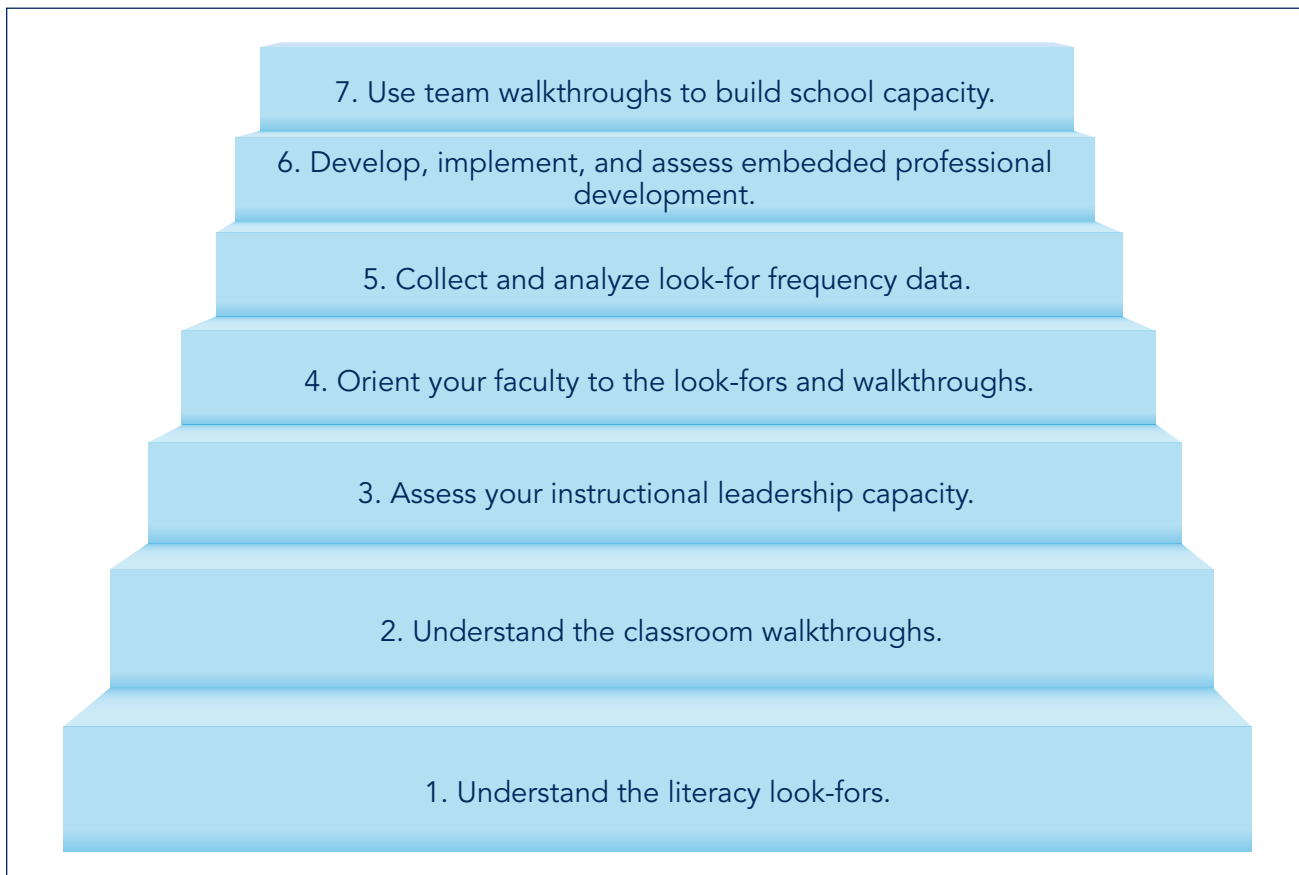 7. Use team walkthroughs to build school capacity.
6. Develop, implement, and assess embedded professional
development.
5. Collect and analyze look-for frequency data.
4. Orient your faculty to the look-fors and walkthroughs.
3. Assess your instructional leadership capacity.
2. Understand the classroom walkthroughs.
1. Understand the literacy look-fors.